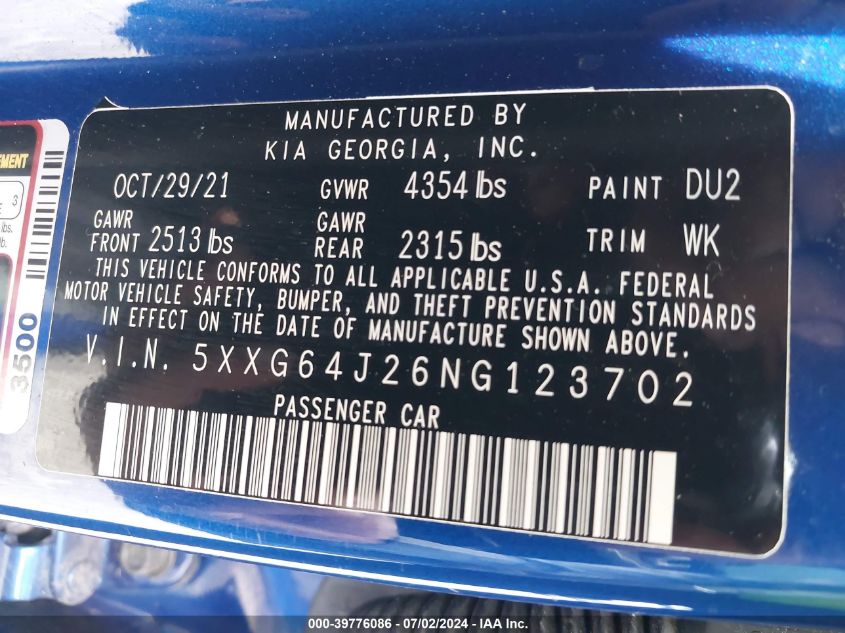 MANUFACTURED BY
KIA GEORGIA, INC.
OCT/29/21 GVWR 4354 lbs PAINT DU2
GAWR FRONT 2513 lbs GAWR REAR 2315 lbs TRIM WK
THIS VEHICLE CONFORMS TO ALL APPLICABLE U.S.A. FEDERAL
MOTOR VEHICLE SAFETY, BUMPER, AND THEFT PREVENTION STANDARDS
IN EFFECT ON THE DATE OF MANUFACTURE SHOWN ABOVE.
V.I.N. 5XXG64J26NG123702
PASSENGER CAR
3
lbs.
3500
000-39776086 - 07/02/2024 - IAA Inc.